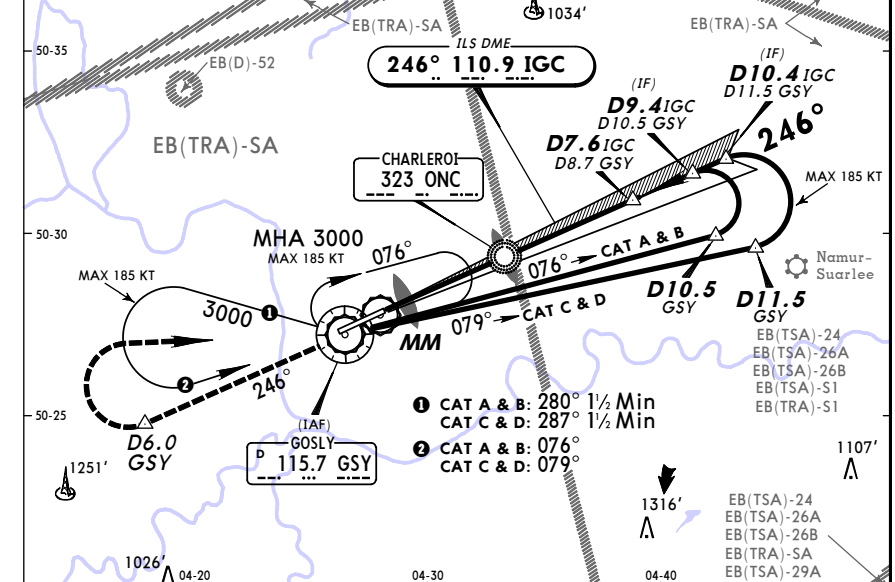 1034'
EB(TRA)-SA
EB(TRA)-SA
50-35
ILS DME
246° 110.9 IGC
EB(D)-52
(IF)
D10.4 IGC
D11.5 GSY
(IF)
D9.4 IGC
D10.5 GSY
246°
D7.6 IGC
D8.7 GSY
EB(TRA)-SA
CHARLEROI
323 ONC
MAX 185 KT
50-30
MHA 3000
MAX 185 KT
076°
076° CAT A & B
Namur-
Suarlee
MAX 185 KT
D10.5
GSY
D11.5
GSY
3000 1
079° CAT C & D
MM
EB(TSA)-24
EB(TSA)-26A
EB(TSA)-26B
EB(TSA)-S1
EB(TRA)-S1
2
246°
50-25
1 CAT A & B: 280° 1½ Min
CAT C & D: 287° 1½ Min
2 CAT A & B: 076°
CAT C & D: 079°
D6.0
GSY
(IAF)
GOSLY
D 115.7 GSY
1251'
1107'
1316'
EB(TSA)-24
EB(TSA)-26A
EB(TSA)-26B
EB(TRA)-SA
EB(TSA)-29A
1026'
04-20
04-30
04-40